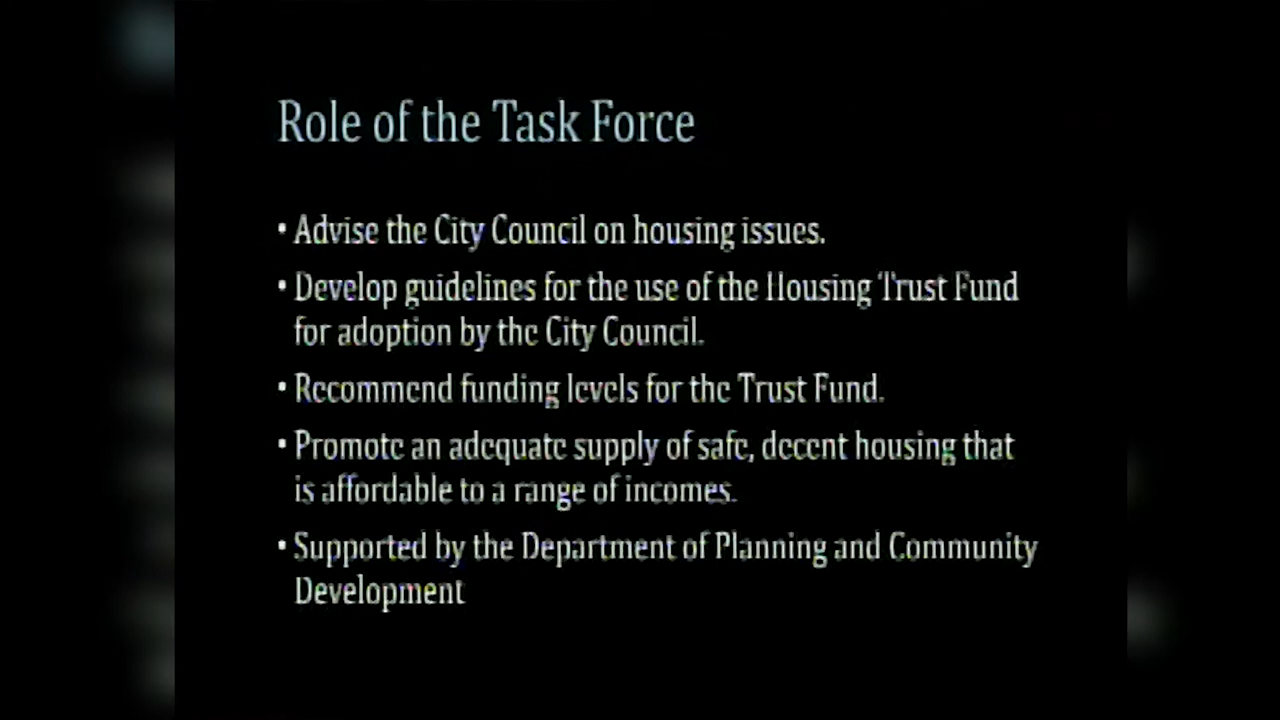 Role of the Task Force
• Advise the City Council on housing issues.
• Develop guidelines for the use of the Housing Trust Fund
for adoption by the City Council.
• Recommend funding levels for the Trust Fund.
• Promote an adequate supply of safe, decent housing that
is affordable to a range of incomes.
• Supported by the Department of Planning and Community
Development